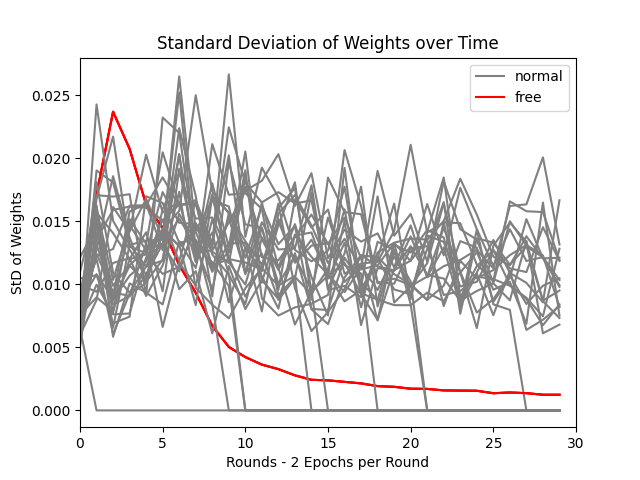 Standard Deviation of Weights over Time
StD of Weights
0.025
0.020
0.015
0.010
0.005
0.000
normal
free
0 5 10 15 20 25 30
Rounds - 2 Epochs per Round